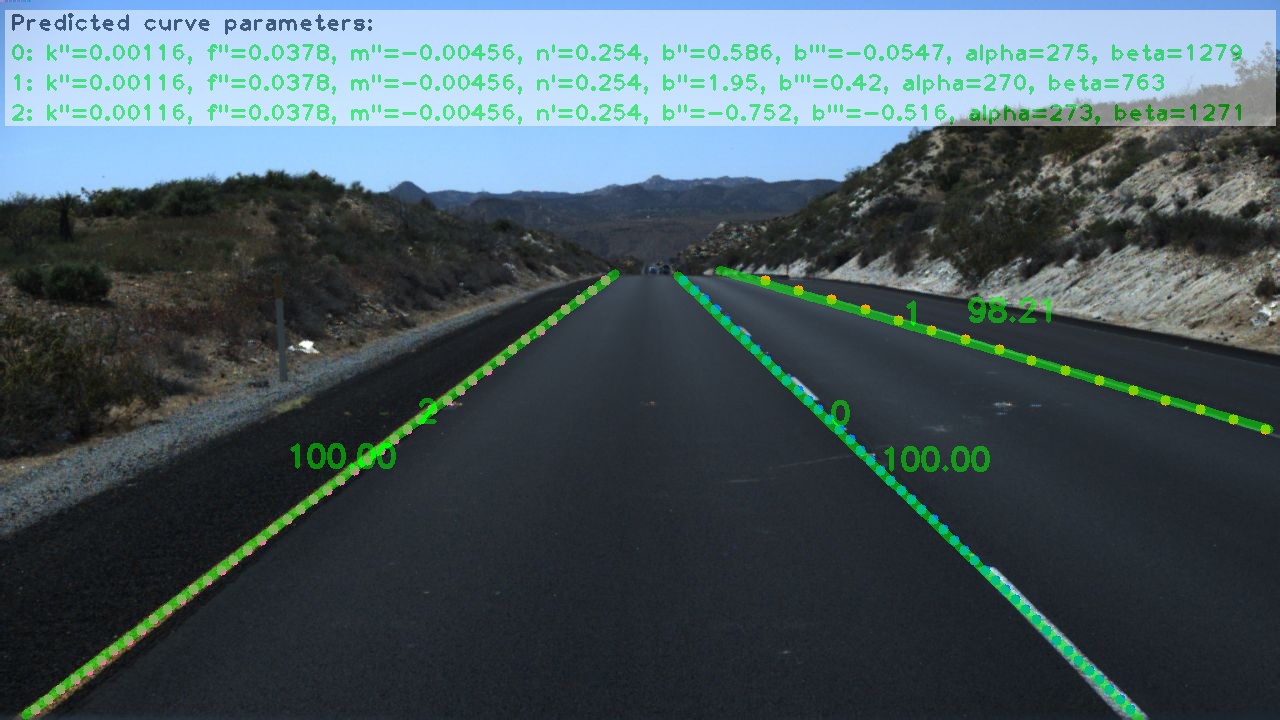 Predicted curve parameters:
0: k''=0.00116, f''=0.0378, m''=-0.00456, n'=0.254, b''=0.586, b'''=-0.0547, alpha=275, beta=1279
1: k''=0.00116, f''=0.0378, m''=-0.00456, n'=0.254, b''=1.95, b'''=0.42, alpha=270, beta=763
2: k''=0.00116, f''=0.0378, m''=-0.00456, n'=0.254, b''=-0.752, b'''=-0.516, alpha=273, beta=1271
1 98.21
2
0
100.00
100.00